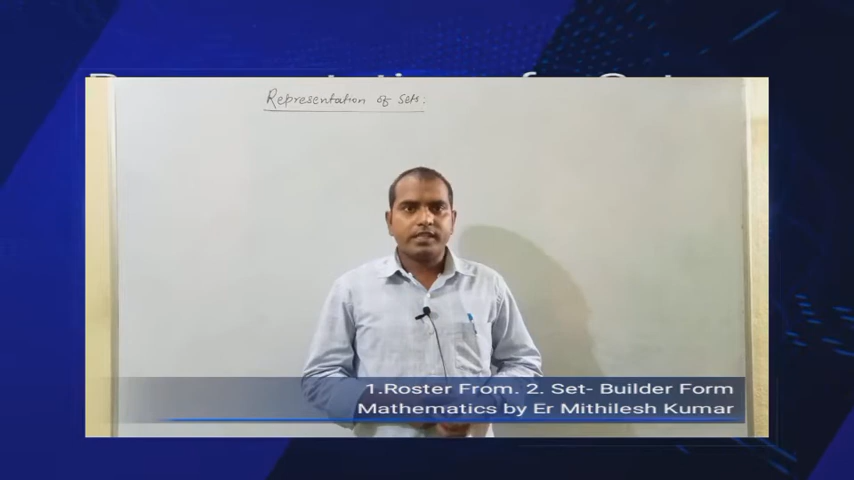 Representation of Sets:
1.Roster From. 2. Set- Builder Form
Mathematics by Er Mithilesh Kumar